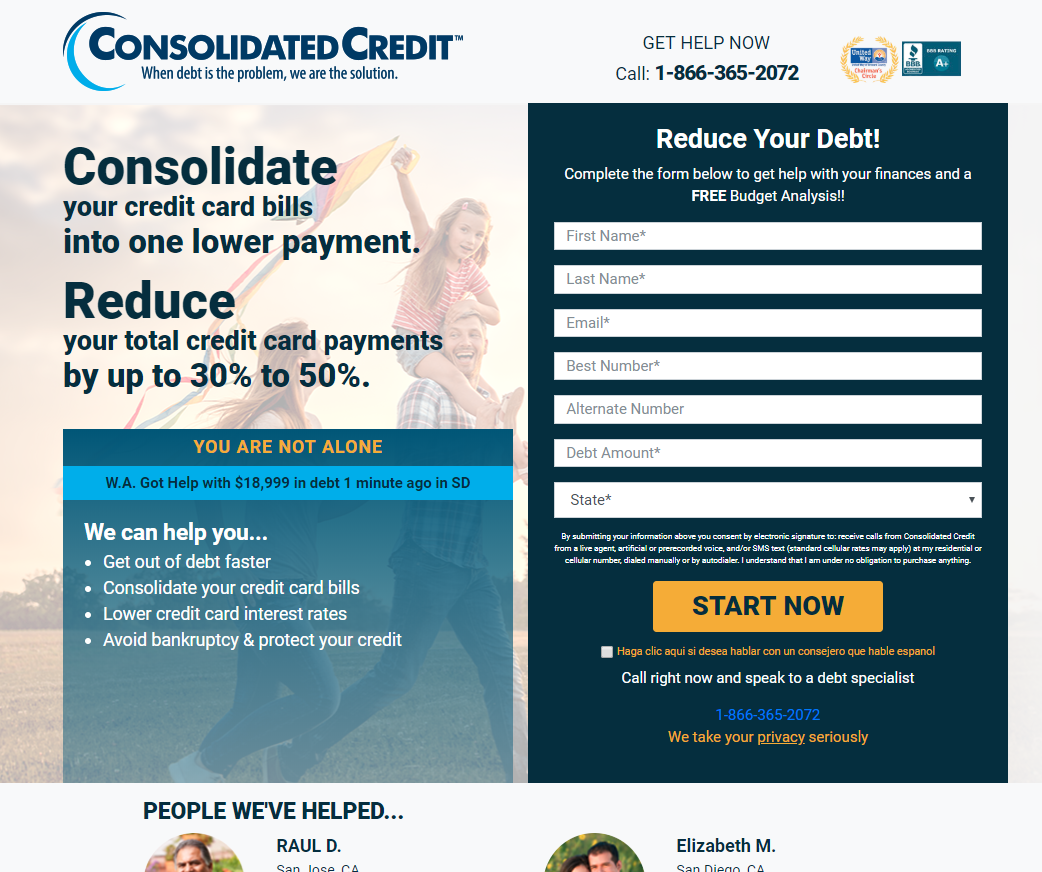 CONSOLIDATED CREDIT™
When debt is the problem, we are the solution.
GET HELP NOW
Call: 1-866-365-2072
United Way
Chairman's Circle
BBB
BBB RATING
A+
Consolidate
your credit card bills
into one lower payment.
Reduce
your total credit card payments
by up to 30% to 50%.
YOU ARE NOT ALONE
W.A. Got Help with $18,999 in debt 1 minute ago in SD
We can help you...
• Get out of debt faster
• Consolidate your credit card bills
• Lower credit card interest rates
• Avoid bankruptcy & protect your credit
Reduce Your Debt!
Complete the form below to get help with your finances and a
FREE Budget Analysis!!
First Name*
Last Name*
Email*
Best Number*
Alternate Number
Debt Amount*
State*
By submitting your information above you consent by electronic signature to: receive calls from Consolidated Credit
from a live agent, artificial or prerecorded voice, and/or SMS text (standard cellular rates may apply) at my residential or
cellular number, dialed manually or by autodialer. I understand that I am under no obligation to purchase anything.
START NOW
Haga clic aqui si desea hablar con un consejero que hable espanol
Call right now and speak to a debt specialist
1-866-365-2072
We take your privacy seriously
PEOPLE WE'VE HELPED...
RAUL D.
San Jose, CA
Elizabeth M.
San Diego, CA